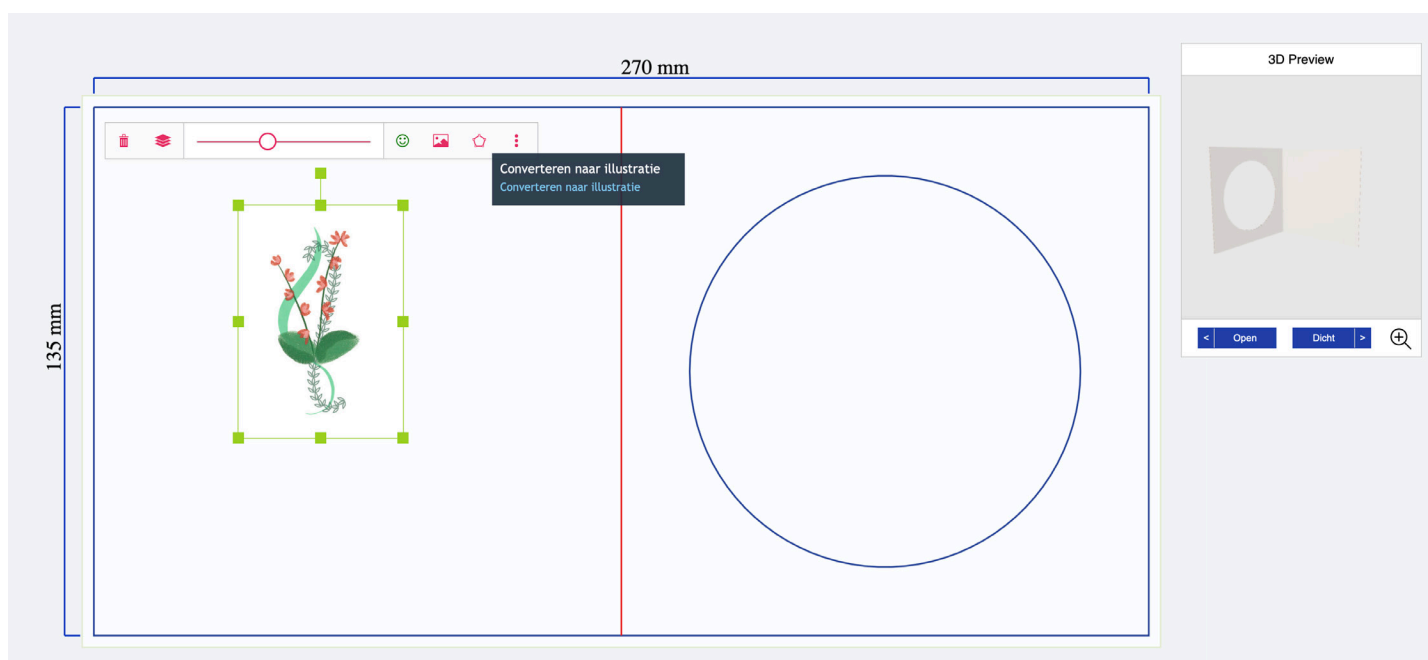 270 mm
3D Preview
Converteren naar illustratie
Converteren naar illustratie
135 mm
< Open
Dicht >